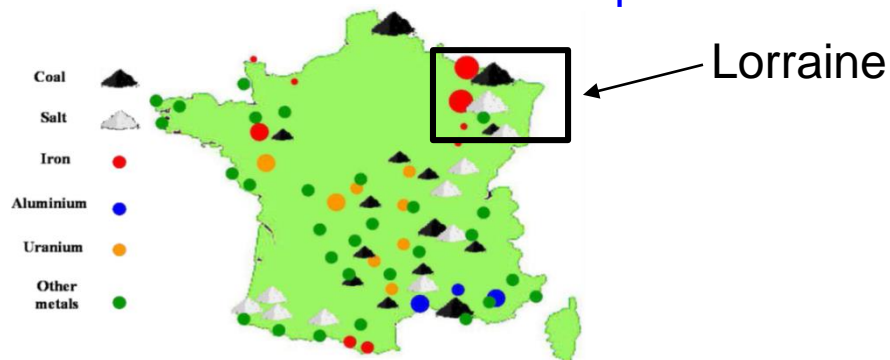 Lorraine
Coal
Salt
Iron
Aluminium
Uranium
Other
metals